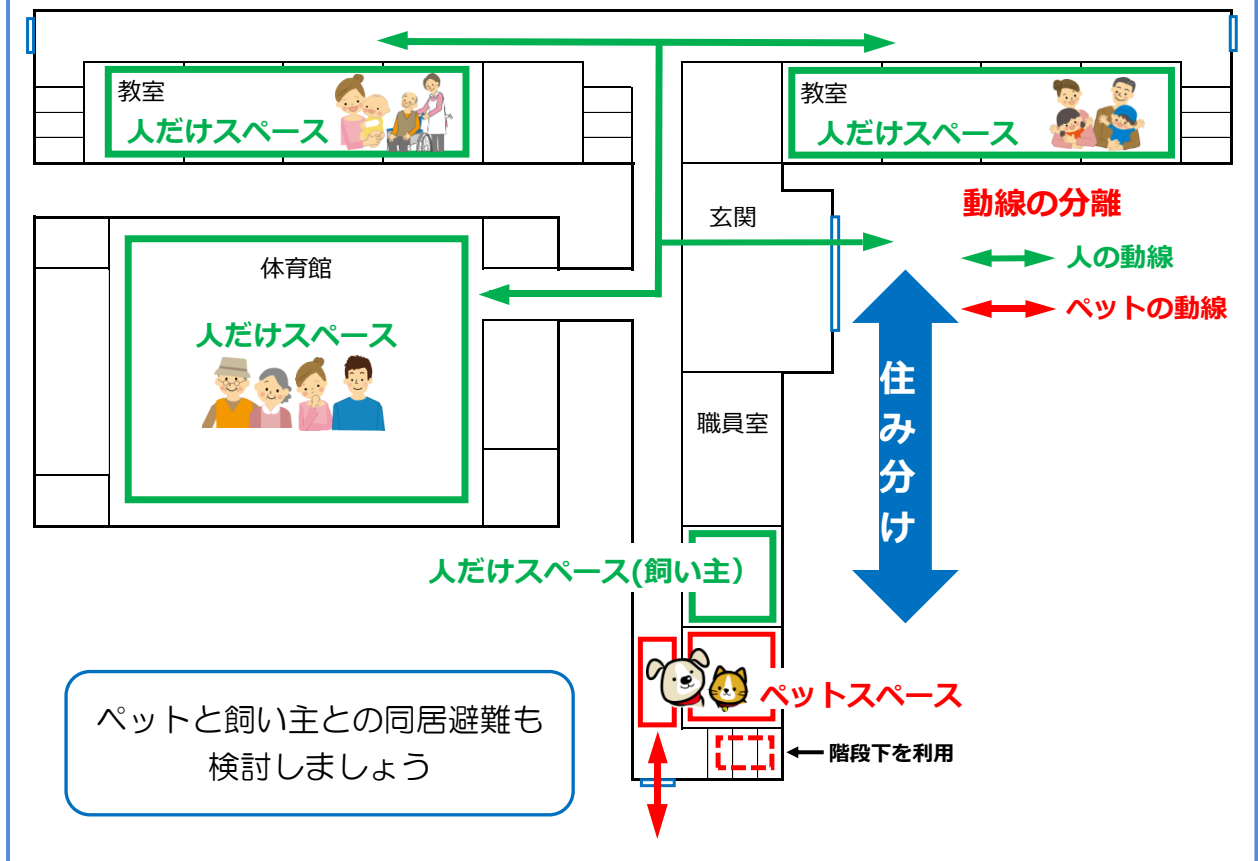 教室
人だけスペース
教室
人だけスペース
動線の分離
人の動線
ペットの動線
玄関
体育館
人だけスペース
住み分け
職員室
人だけスペース(飼い主）
ペットスペース
階段下を利用
ペットと飼い主との同居避難も
検討しましょう